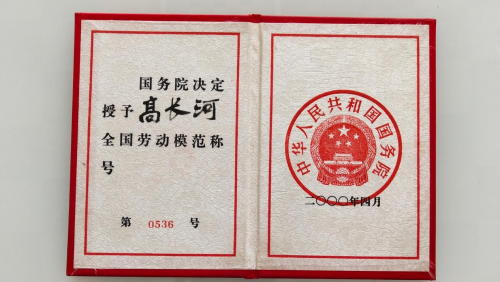 国务院决定
授予高长河
全国劳动模范称
号
第 0536 号
中华人民共和国国务院
二〇〇〇年四月